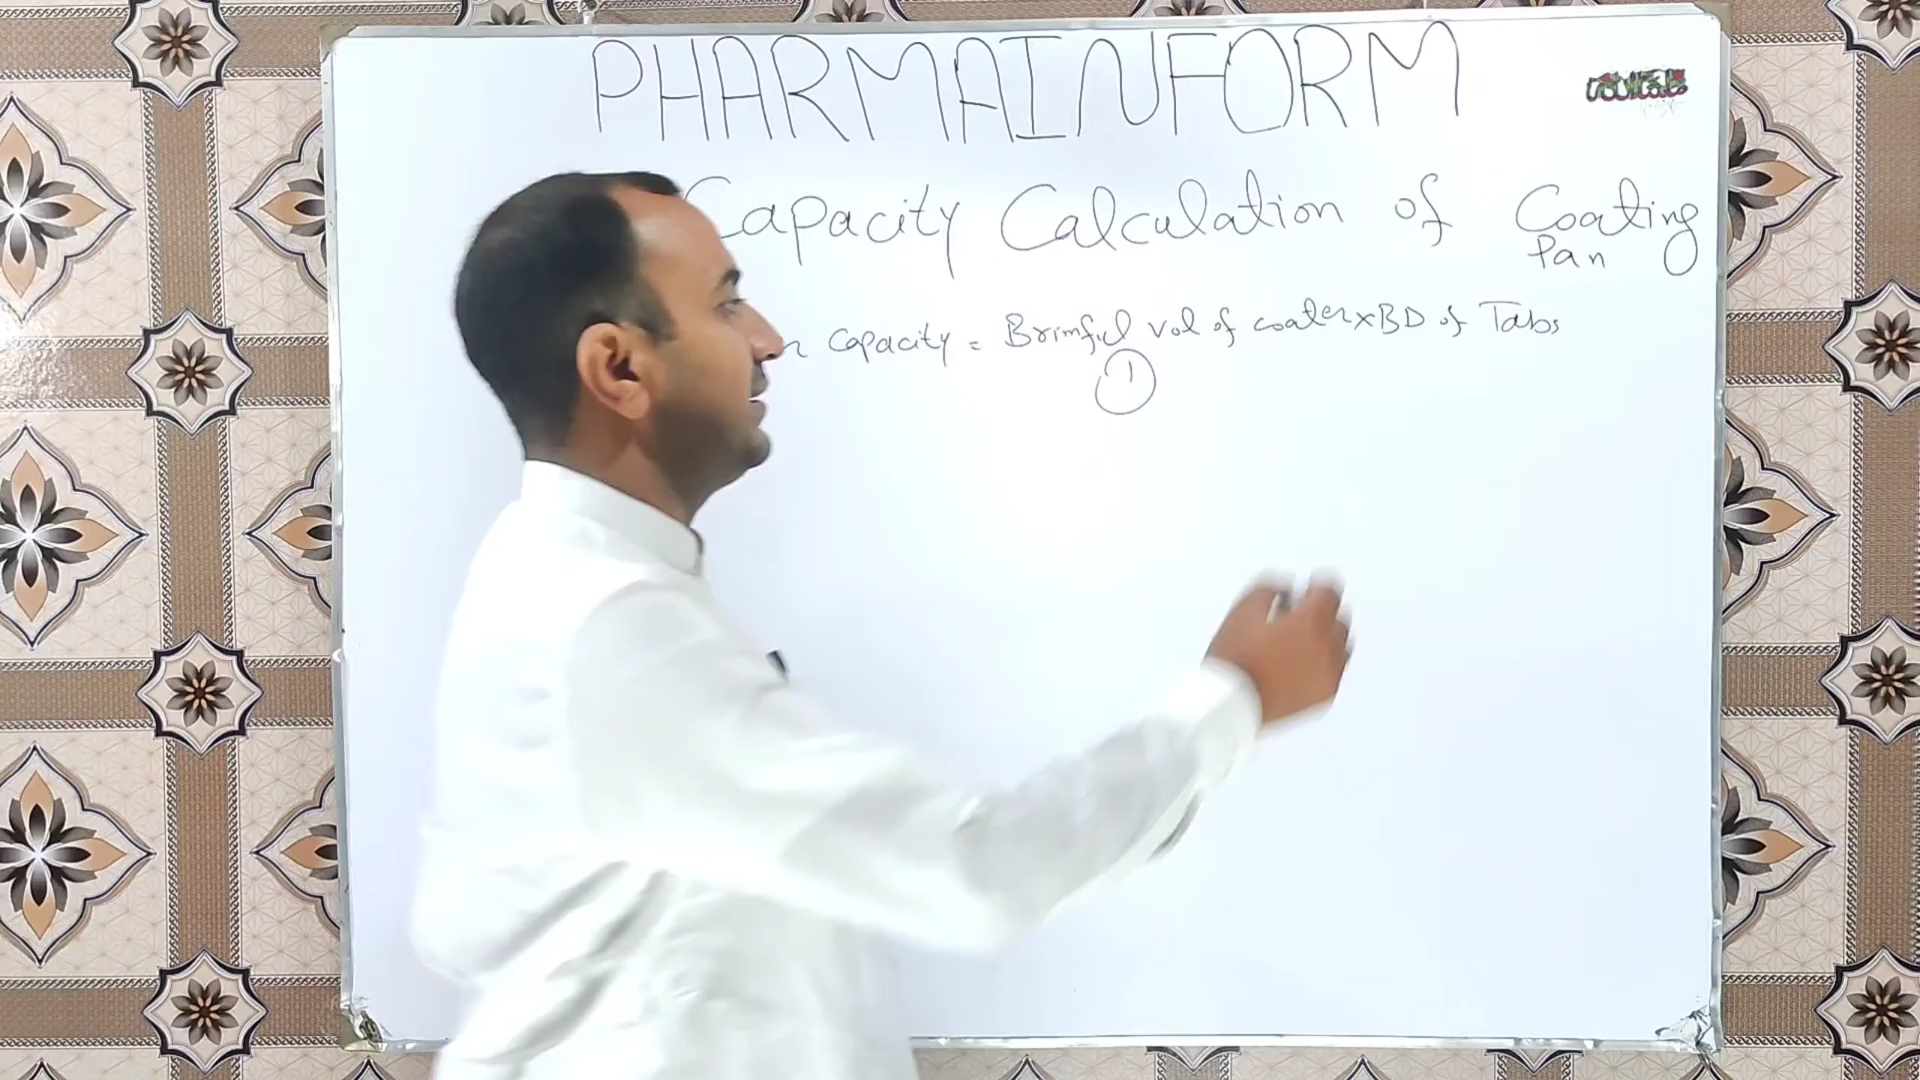 PHARMAINFORM
Capacity Calculation of Coating
Pan
Capacity = Brimful Vol of coater x BD of Tabs
1